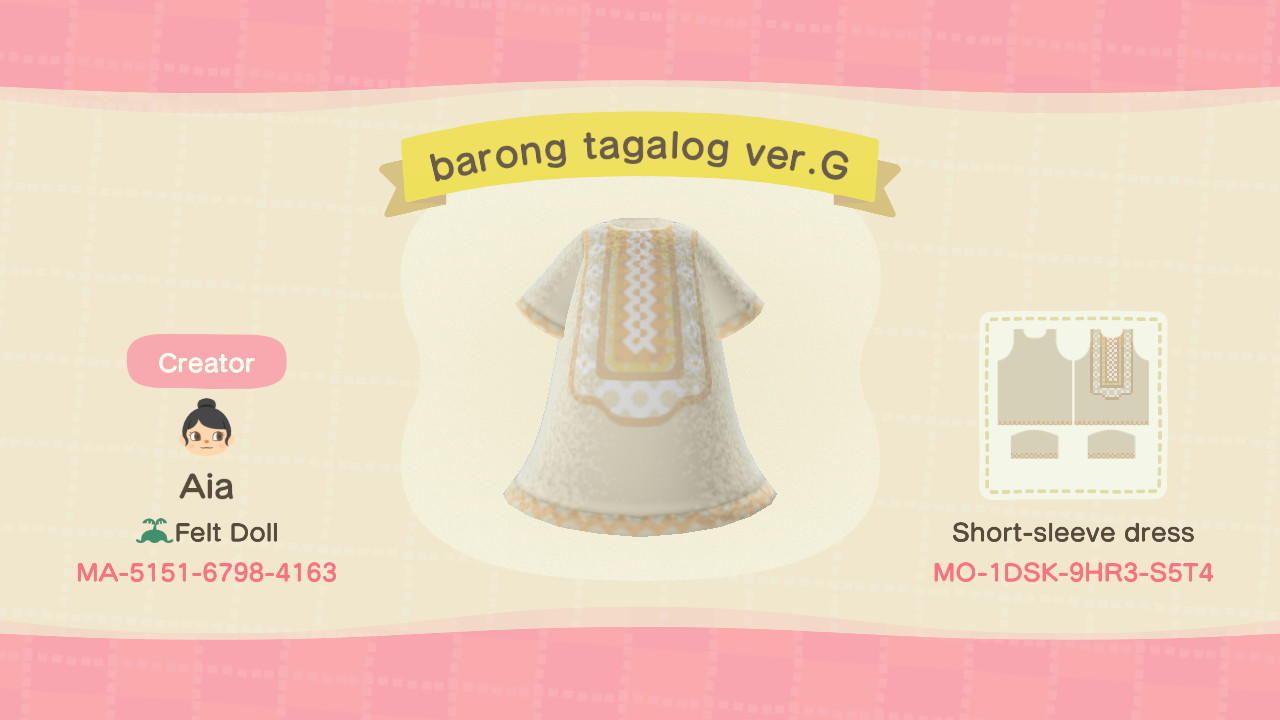 barong tagalog ver.G
Creator
Aia
Felt Doll
MA-5151-6798-4163
Short-sleeve dress
MO-1DSK-9HR3-S5T4